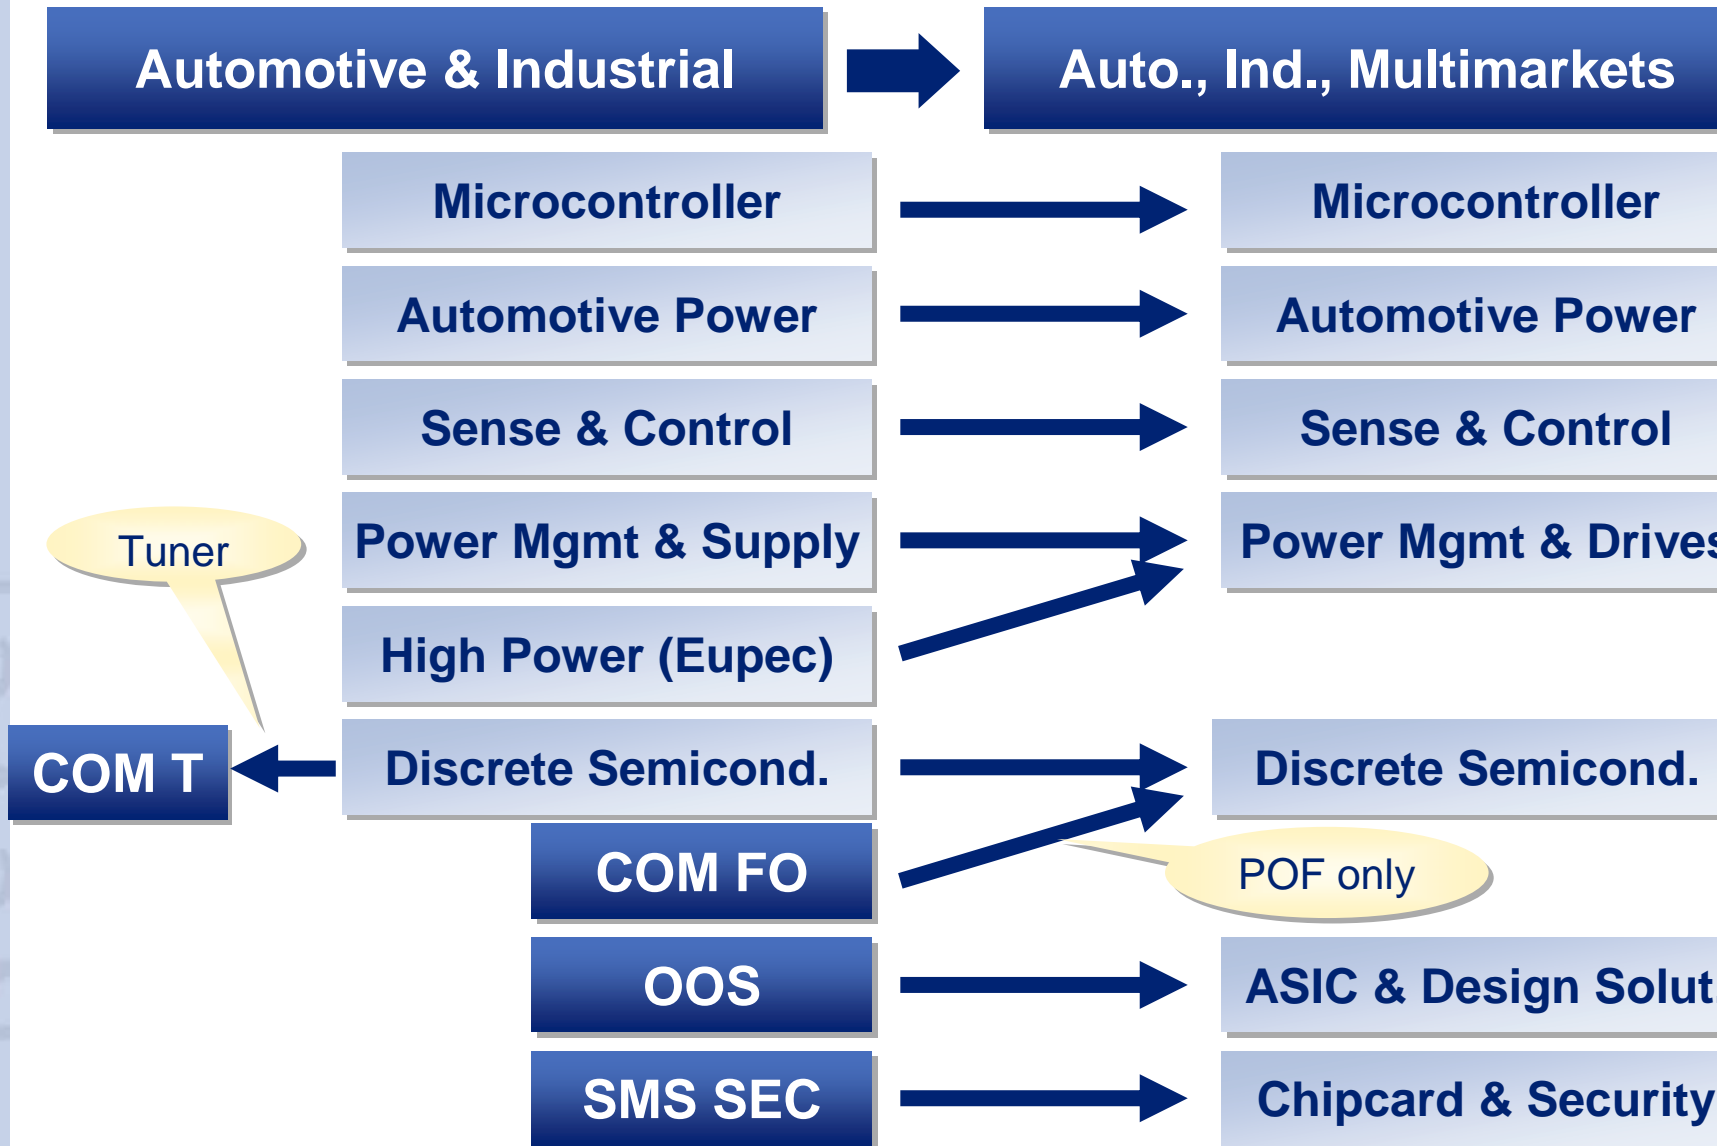 Automotive & Industrial
Auto., Ind., Multimarkets
Microcontroller
Microcontroller
Automotive Power
Automotive Power
Sense & Control
Sense & Control
Tuner
Power Mgmt & Supply
Power Mgmt & Drives
High Power (Eupec)
COM T
Discrete Semicond.
Discrete Semicond.
COM FO
POF only
OOS
ASIC & Design Solut.
SMS SEC
Chipcard & Security